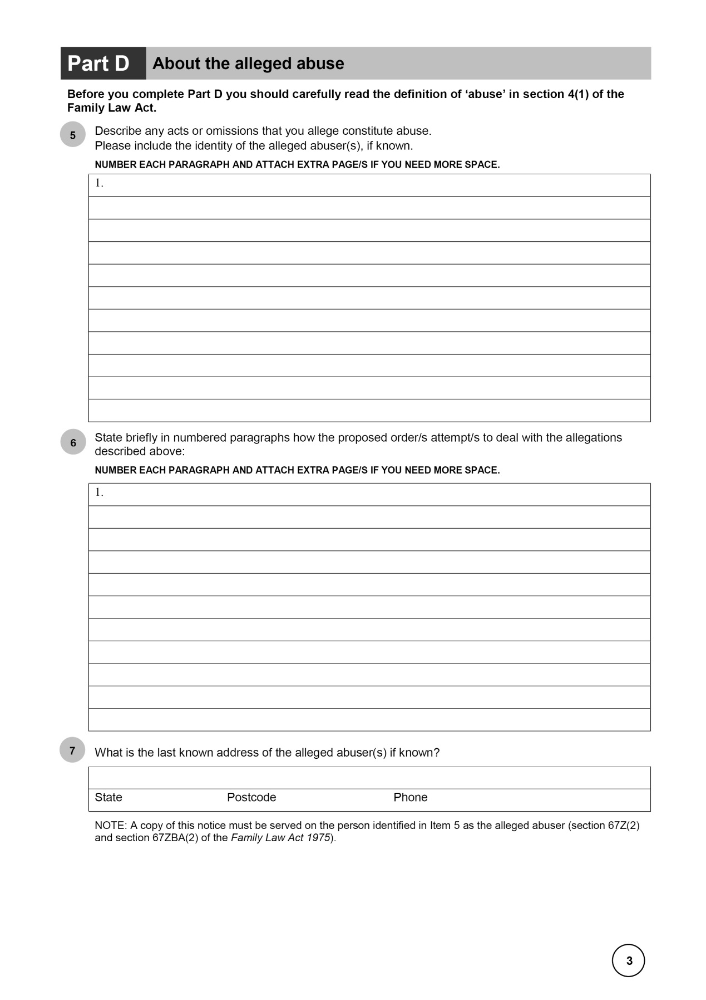 Part D About the alleged abuse
Before you complete Part D you should carefully read the definition of ‘abuse’ in section 4(1) of the
Family Law Act.
5 Describe any acts or omissions that you allege constitute abuse.
Please include the identity of the alleged abuser(s), if known.
NUMBER EACH PARAGRAPH AND ATTACH EXTRA PAGE/S IF YOU NEED MORE SPACE.
1.
6 State briefly in numbered paragraphs how the proposed order/s attempt/s to deal with the allegations
described above:
NUMBER EACH PARAGRAPH AND ATTACH EXTRA PAGE/S IF YOU NEED MORE SPACE.
1.
7 What is the last known address of the alleged abuser(s) if known?
State Postcode Phone
NOTE: A copy of this notice must be served on the person identified in Item 5 as the alleged abuser (section 67Z(2)
and section 67ZBA(2) of the Family Law Act 1975).
3